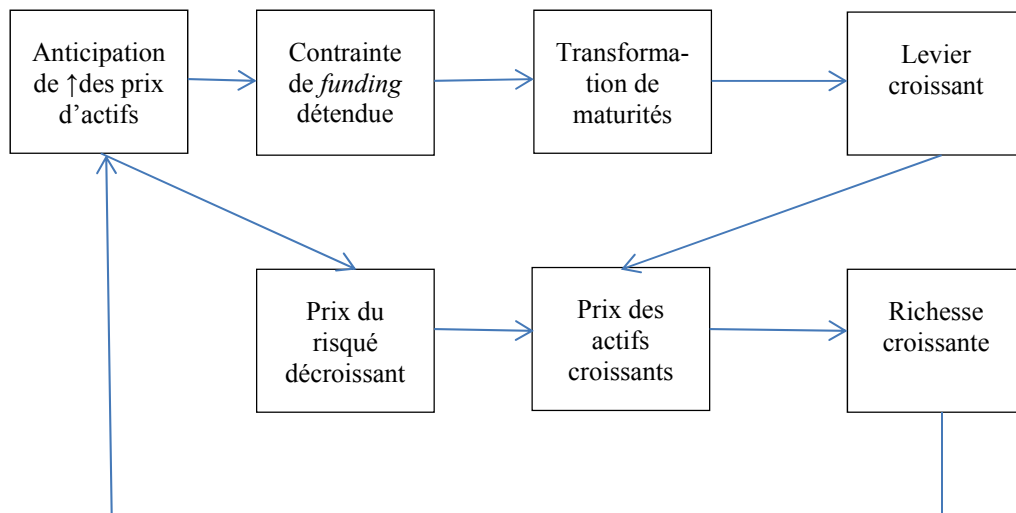 Anticipation
de ↑des prix
d’actifs
Contrainte
de funding
détendue
Transforma-
tion de
maturités
Levier
croissant
Prix du
risqué
décroissant
Prix des
actifs
croissants
Richesse
croissante